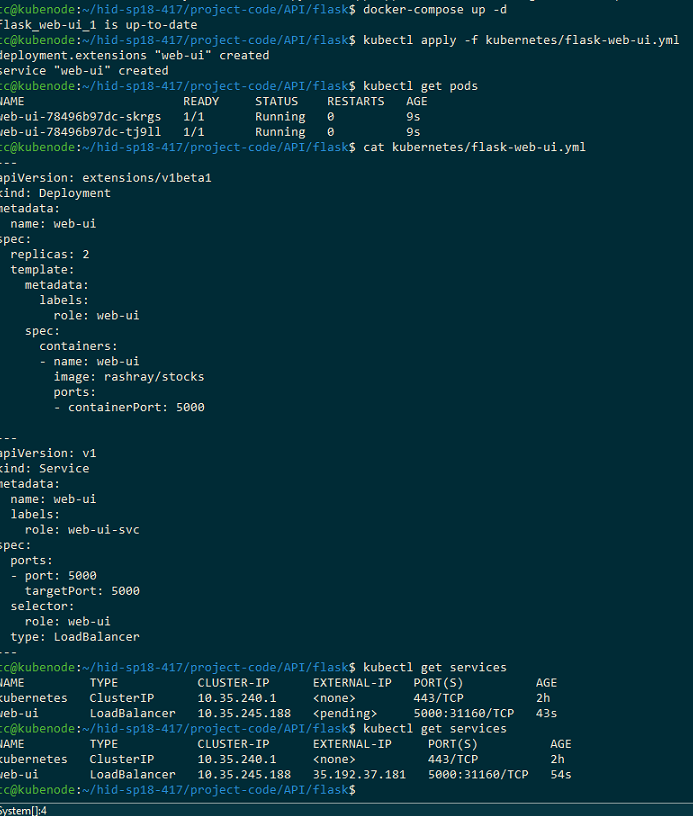 cc@kubenode:~/hid-sp18-417/project-code/API/flask$ docker-compose up -d
flask_web-ui_1 is up-to-date
cc@kubenode:~/hid-sp18-417/project-code/API/flask$ kubectl apply -f kubernetes/flask-web-ui.yml
deployment.extensions "web-ui" created
service "web-ui" created
cc@kubenode:~/hid-sp18-417/project-code/API/flask$ kubectl get pods
NAME READY STATUS RESTARTS AGE
web-ui-78496b97dc-skrgs 1/1 Running 0 9s
web-ui-78496b97dc-tj9ll 1/1 Running 0 9s
cc@kubenode:~/hid-sp18-417/project-code/API/flask$ cat kubernetes/flask-web-ui.yml
---
apiVersion: extensions/v1beta1
kind: Deployment
metadata:
  name: web-ui
spec:
  replicas: 2
  template:
    metadata:
      labels:
        role: web-ui
    spec:
      containers:
      - name: web-ui
        image: rashray/stocks
        ports:
        - containerPort: 5000
---
apiVersion: v1
kind: Service
metadata:
  name: web-ui
  labels:
    role: web-ui-svc
spec:
  ports:
  - port: 5000
    targetPort: 5000
  selector:
    role: web-ui
  type: LoadBalancer
---
cc@kubenode:~/hid-sp18-417/project-code/API/flask$ kubectl get services
NAME TYPE CLUSTER-IP EXTERNAL-IP PORT(S) AGE
kubernetes ClusterIP 10.35.240.1 <none> 443/TCP 2h
web-ui LoadBalancer 10.35.245.188 <pending> 5000:31160/TCP 43s
cc@kubenode:~/hid-sp18-417/project-code/API/flask$ kubectl get services
NAME TYPE CLUSTER-IP EXTERNAL-IP PORT(S) AGE
kubernetes ClusterIP 10.35.240.1 <none> 443/TCP 2h
web-ui LoadBalancer 10.35.245.188 35.192.37.181 5000:31160/TCP 54s
cc@kubenode:~/hid-sp18-417/project-code/API/flask$
System[]:4